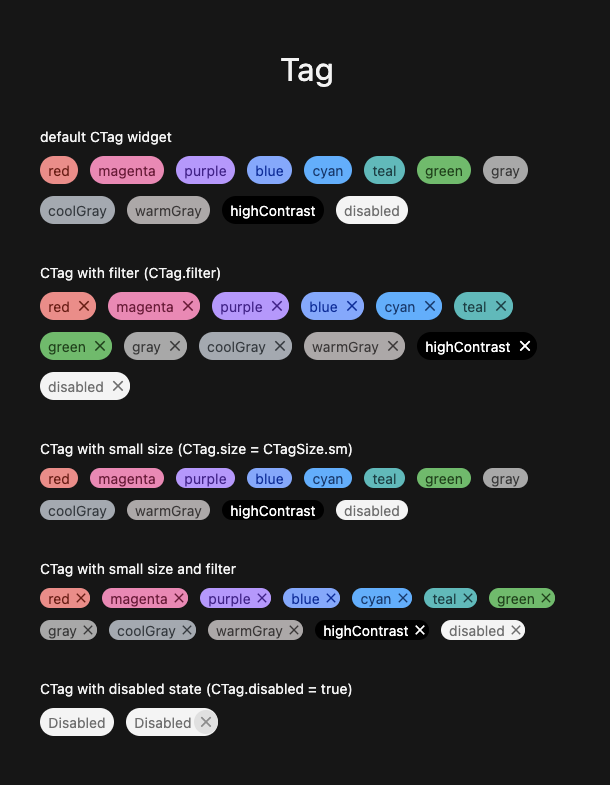 Tag
default CTag widget
red magenta purple blue cyan teal green gray
coolGray warmGray highContrast disabled
CTag with filter (CTag.filter)
red magenta purple blue cyan teal
green gray coolGray warmGray highContrast
disabled
CTag with small size (CTag.size = CTagSize.sm)
red magenta purple blue cyan teal green gray
coolGray warmGray highContrast disabled
CTag with small size and filter
red magenta purple blue cyan teal green
gray coolGray warmGray highContrast disabled
CTag with disabled state (CTag.disabled = true)
Disabled Disabled